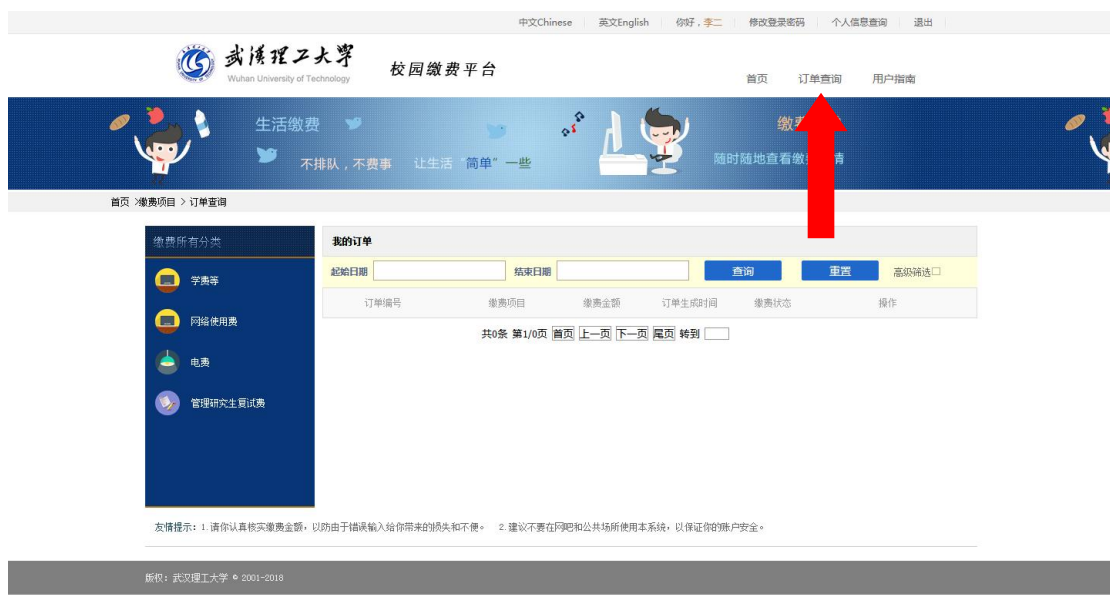 中文Chinese 英文English 你好，李二 修改登录密码 个人信息查询 退出
武汉理工大学 校园缴费平台
Wuhan University of Technology
首页 订单查询 用户指南
生活缴费
不排队，不费事 让生活“简单”一些
随时随地查看缴
首页 >缴费项目 > 订单查询
缴费所有分类
学费等
网络使用费
电费
管理研究生复试费
我的订单
起始日期 结束日期 查询 重置 高级筛选
订单编号 缴费项目 缴费金额 订单生成时间 缴费状态 操作
共0条 第1/0页 首页 上一页 下一页 尾页 转到
友情提示：1.请你认真核实缴费金额，以防由于错误输入给你带来的损失和不便。 2.建议不要在网吧和公共场所使用本系统，以保证你的账户安全。
版权：武汉理工大学 © 2001-2018